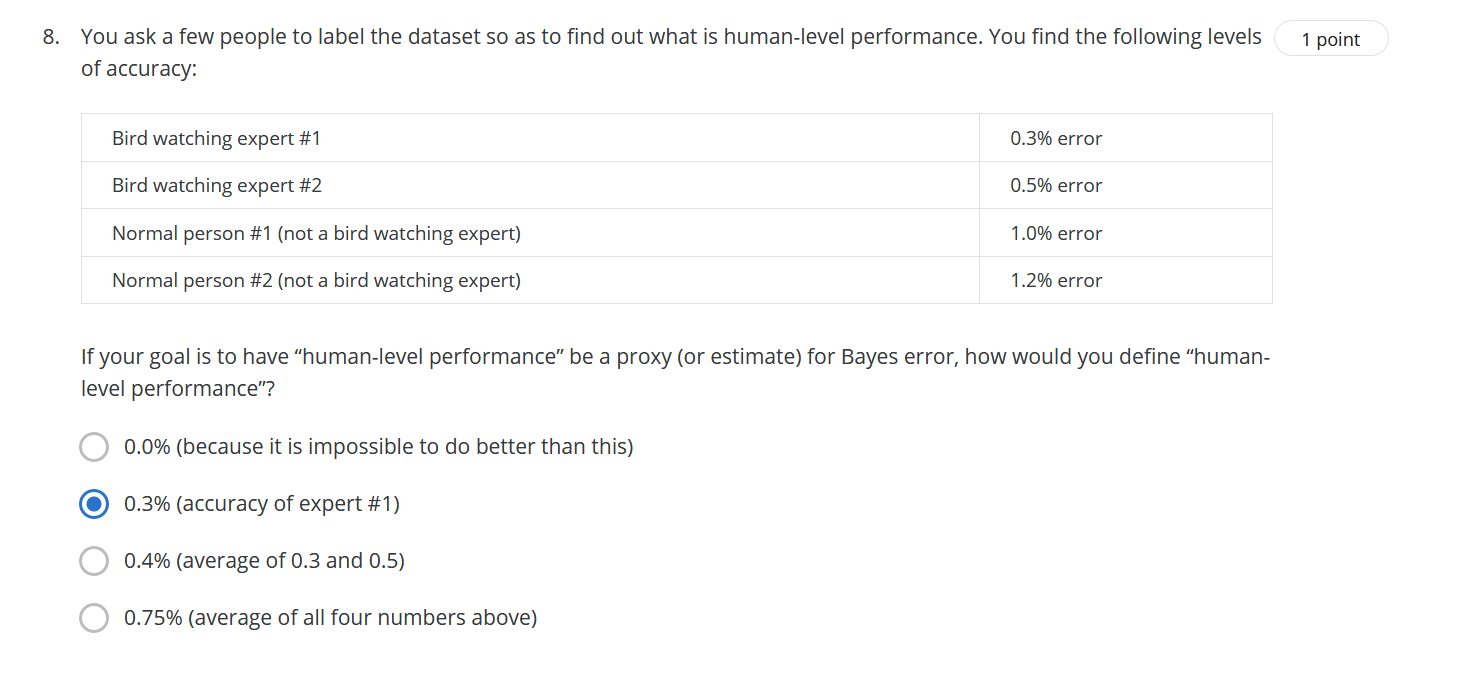 8. You ask a few people to label the dataset so as to find out what is human-level performance. You find the following levels
1 point
of accuracy:
Bird watching expert #1 0.3% error
Bird watching expert #2 0.5% error
Normal person #1 (not a bird watching expert) 1.0% error
Normal person #2 (not a bird watching expert) 1.2% error
If your goal is to have “human-level performance” be a proxy (or estimate) for Bayes error, how would you define “human-
level performance”?
0.0% (because it is impossible to do better than this)
0.3% (accuracy of expert #1)
0.4% (average of 0.3 and 0.5)
0.75% (average of all four numbers above)